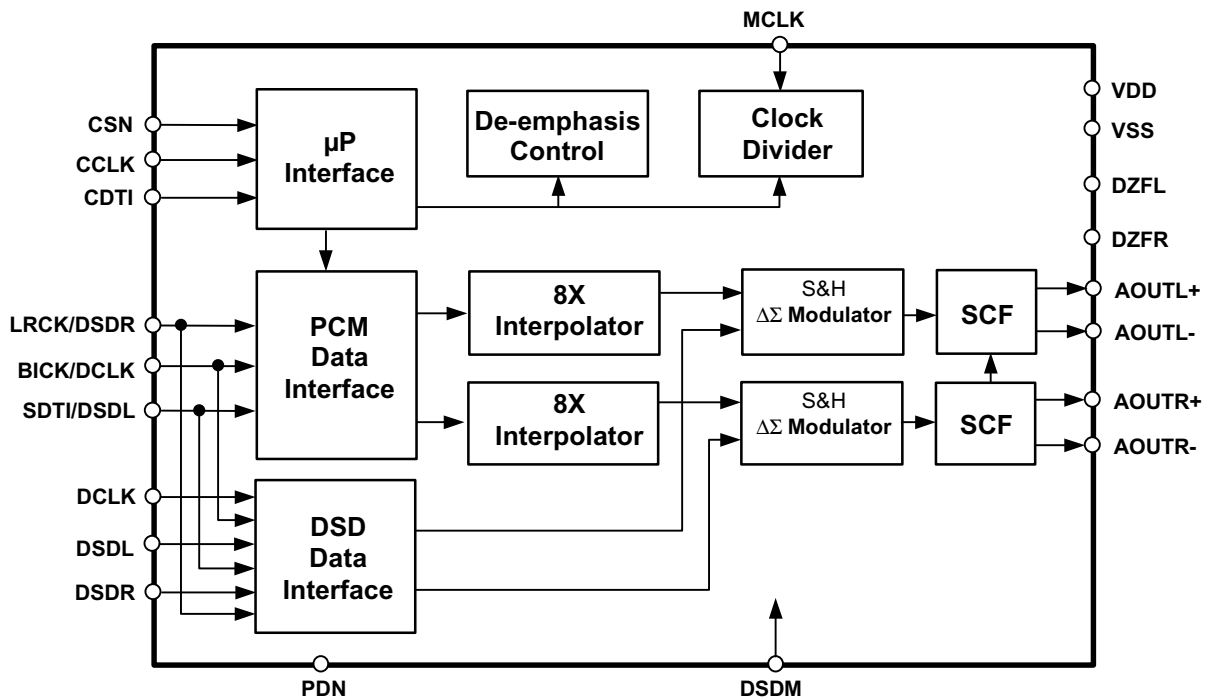 MCLK
CSN
CCLK
CDTI
µP
Interface
De-emphasis
Control
Clock
Divider
VDD
VSS
DZFL
DZFR
LRCK/DSDR
BICK/DCLK
SDTI/DSDL
PCM
Data
Interface
8X
Interpolator
S&H
ΔΣ Modulator
SCF
AOUTL+
AOUTL-
8X
Interpolator
S&H
ΔΣ Modulator
SCF
AOUTR+
AOUTR-
DCLK
DSDL
DSDR
DSD
Data
Interface
PDN
DSDM